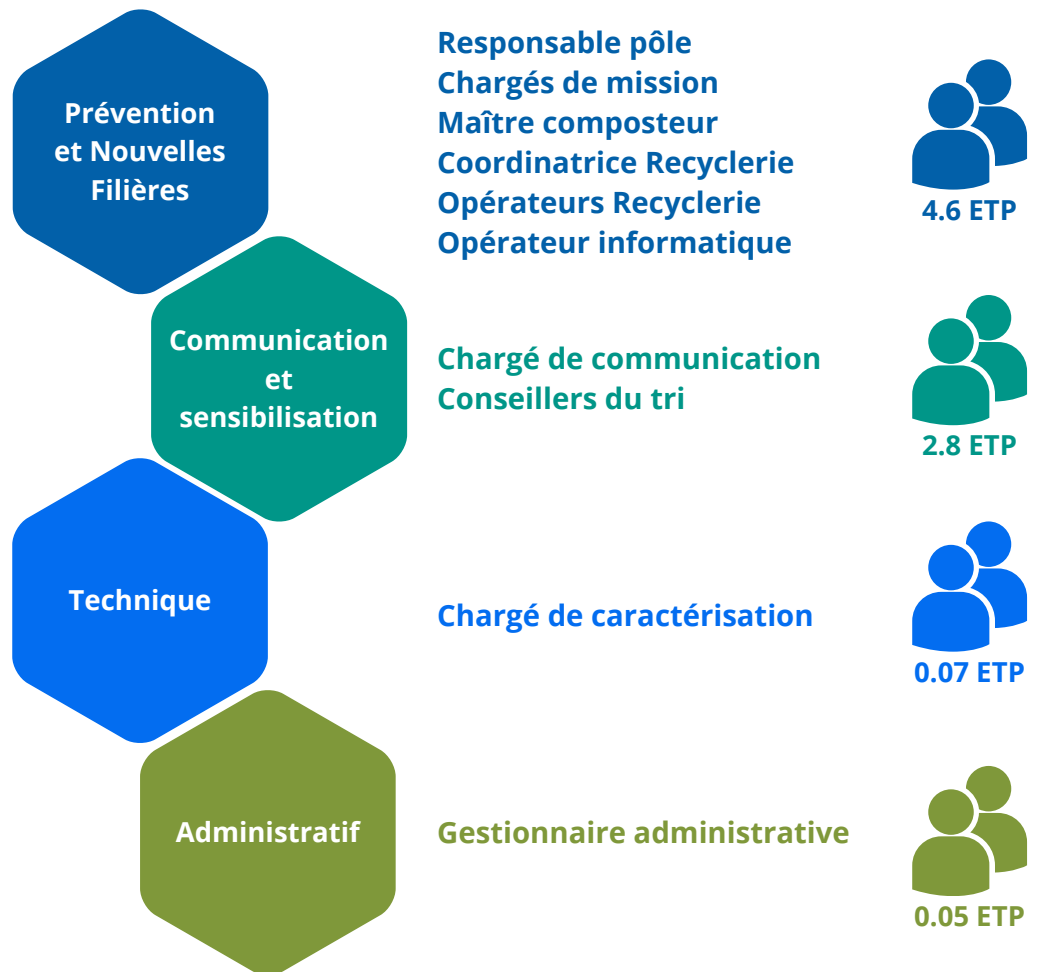 Prévention
et Nouvelles
Filières
Responsable pôle
Chargés de mission
Maître composteur
Coordinatrice Recyclerie
Opérateurs Recyclerie
Opérateur informatique
4.6 ETP
Communication
et
sensibilisation
Chargé de communication
Conseillers du tri
2.8 ETP
Technique
Chargé de caractérisation
0.07 ETP
Administratif
Gestionnaire administrative
0.05 ETP